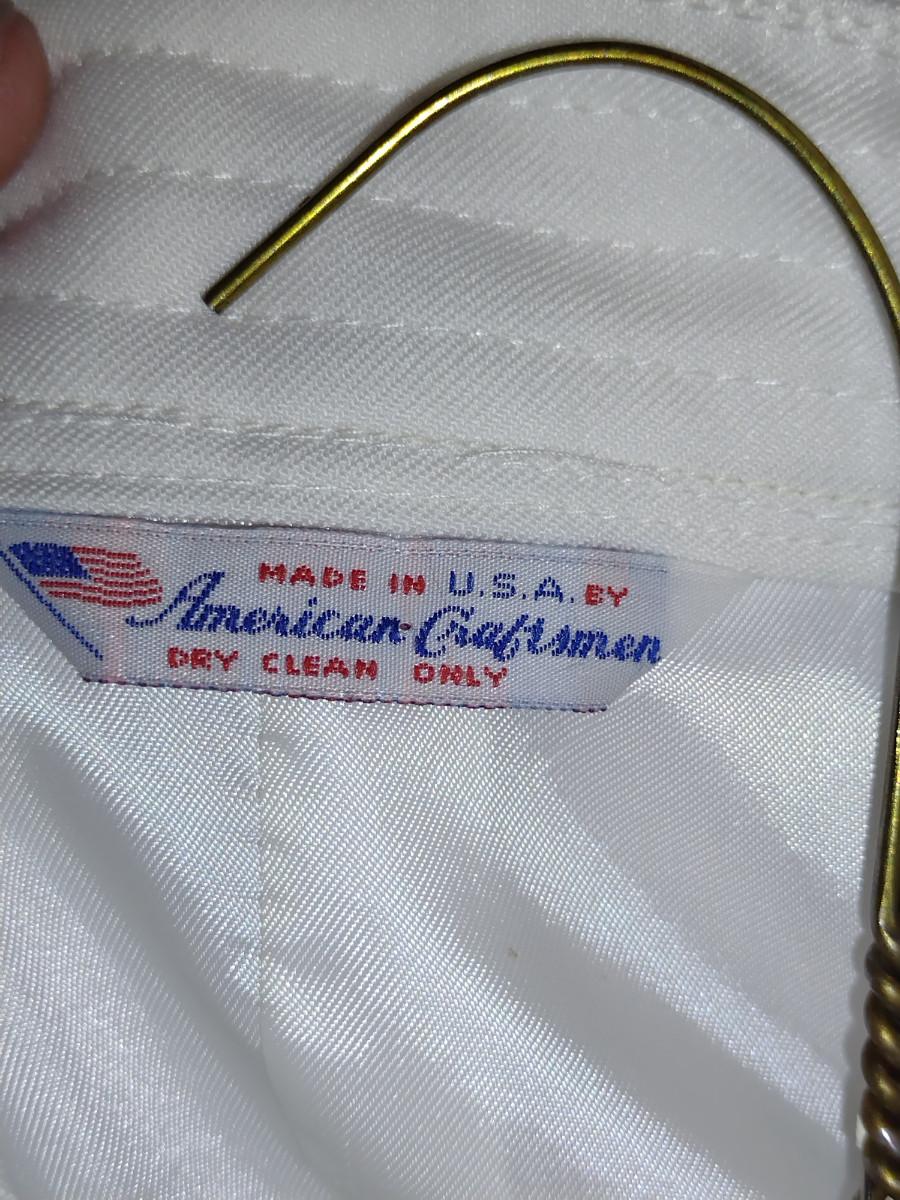 MADE IN U.S.A. BY
American Craftsmen
DRY CLEAN ONLY